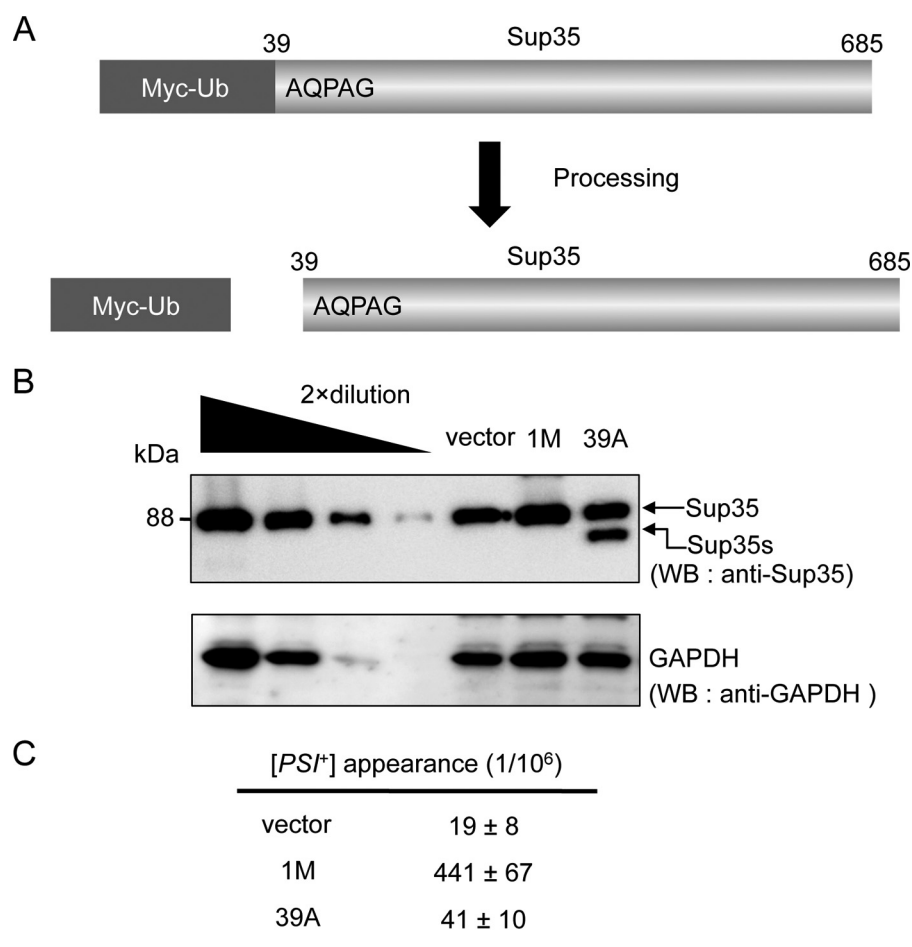 A
39 Sup35 685
Myc-Ub AQPAG
Processing
39 Sup35 685
Myc-Ub AQPAG
B
2×dilution
vector 1M 39A
kDa
88 Sup35
Sup35s
(WB : anti-Sup35)
GAPDH
(WB : anti-GAPDH )
C
[PSI⁺] appearance (1/10⁶)
vector 19 ± 8
1M 441 ± 67
39A 41 ± 10